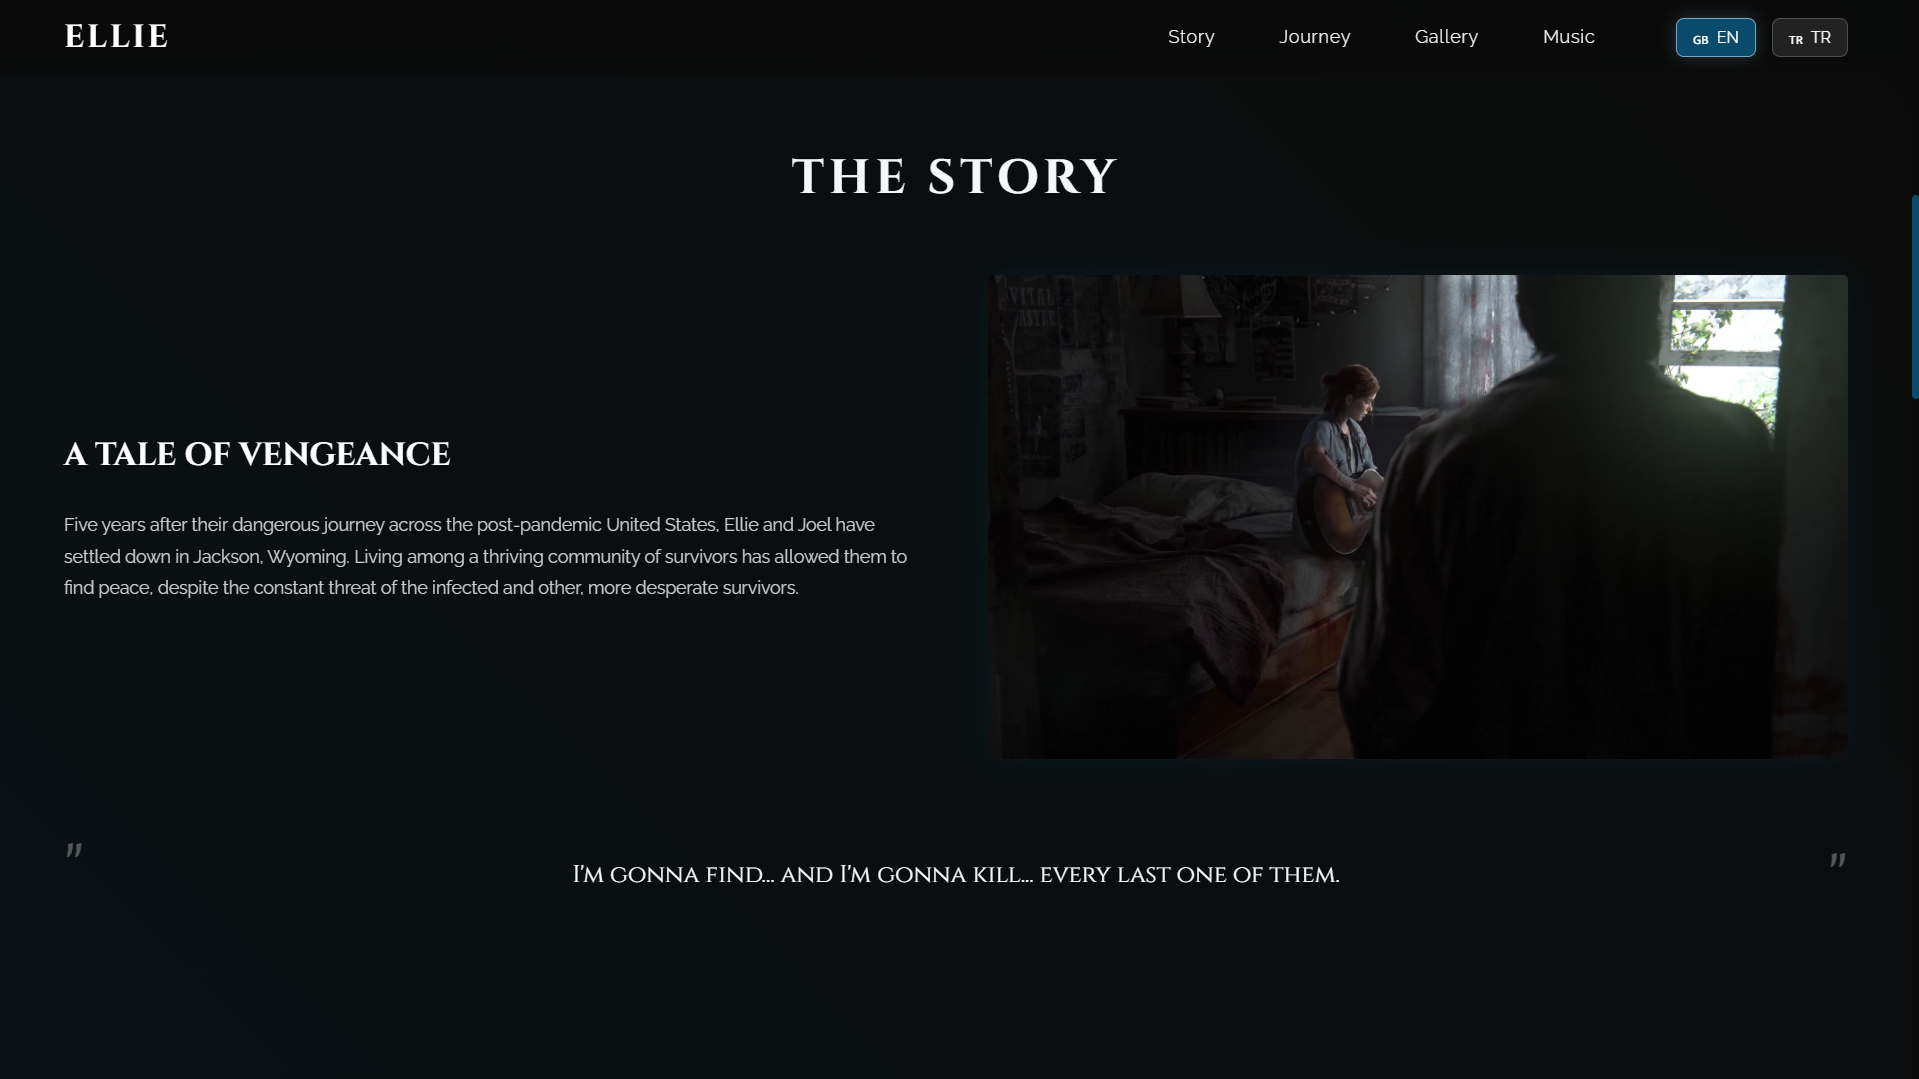 ELLIE
Story
Journey
Gallery
Music
GB EN
TR TR
THE STORY
VITAL
A TALE OF VENGEANCE
Five years after their dangerous journey across the post-pandemic United States, Ellie and Joel have
settled down in Jackson, Wyoming. Living among a thriving community of survivors has allowed them to
find peace, despite the constant threat of the infected and other, more desperate survivors.
"
I'M GONNA FIND... AND I'M GONNA KILL... EVERY LAST ONE OF THEM.
"